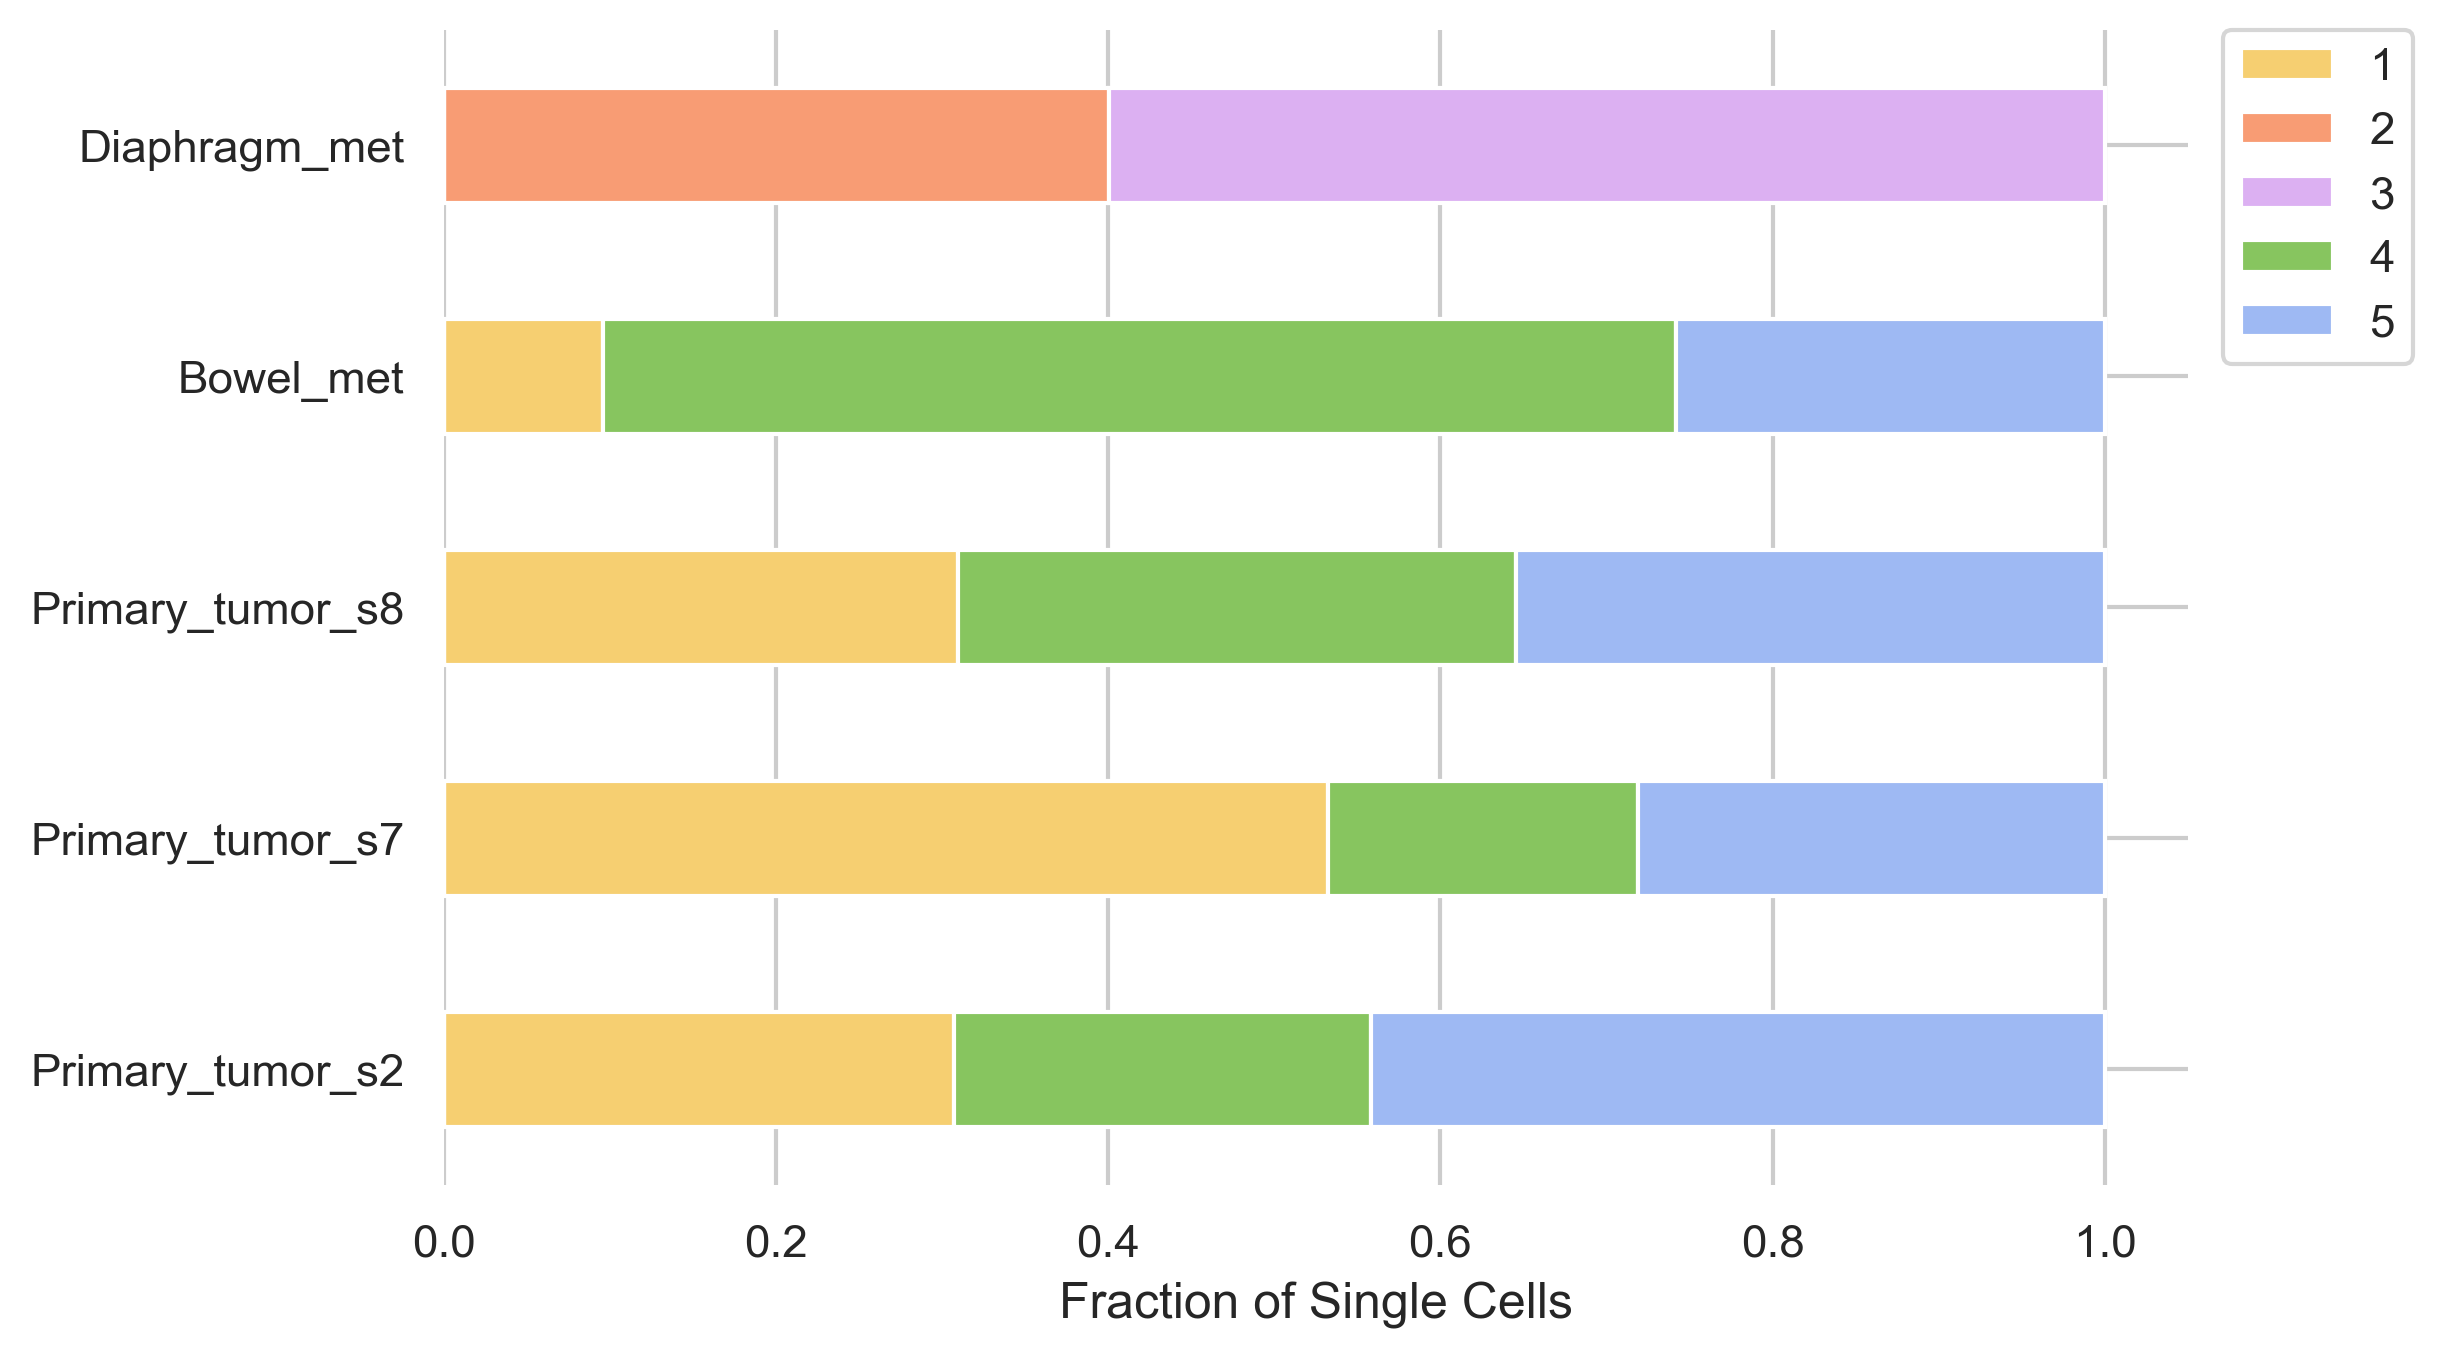 1
2
3
4
5
Diaphragm_met
Bowel_met
Primary_tumor_s8
Primary_tumor_s7
Primary_tumor_s2
0.0 0.2 0.4 0.6 0.8 1.0
Fraction of Single Cells